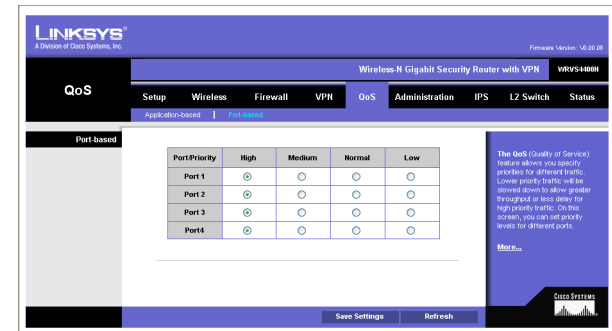 LINKSYS®
A Division of Cisco Systems, Inc.
Firmware Version: V0.00.06
Wireless-N Gigabit Security Router with VPN WRVS4400N
QoS
Setup Wireless Firewall VPN QoS Administration IPS L2 Switch Status
Application-based | Port-based
Port-based
Port/Priority High Medium Normal Low
Port 1
Port 2
Port 3
Port4
The QoS (Quality of Service)
feature allows you specify
priorities for different traffic.
Lower priority traffic will be
slowed down to allow greater
throughput or less delay for
high priority traffic. On this
screen, you can set priority
levels for different ports.
More...
CISCO SYSTEMS
Save Settings Refresh